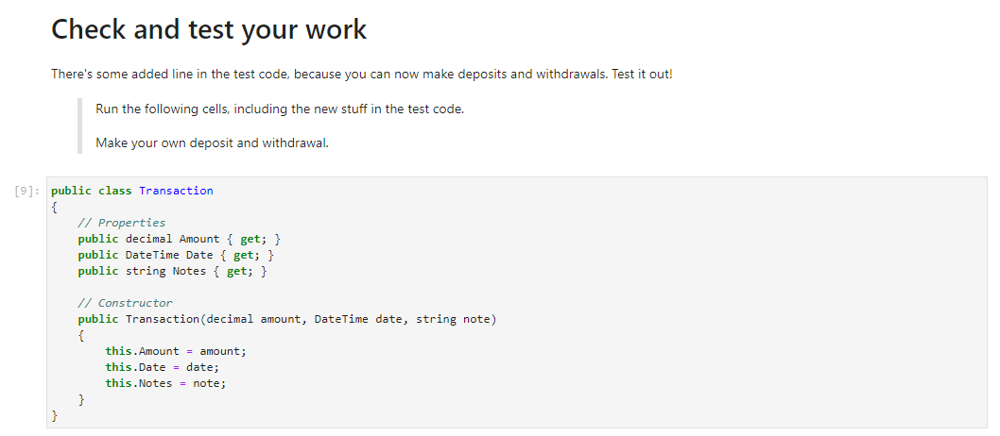 Check and test your work
There's some added line in the test code, because you can now make deposits and withdrawals. Test it out!
Run the following cells, including the new stuff in the test code.
Make your own deposit and withdrawal.
[9]: public class Transaction
{
    // Properties
    public decimal Amount { get; }
    public DateTime Date { get; }
    public string Notes { get; }

    // Constructor
    public Transaction(decimal amount, DateTime date, string note)
    {
        this.Amount = amount;
        this.Date = date;
        this.Notes = note;
    }
}